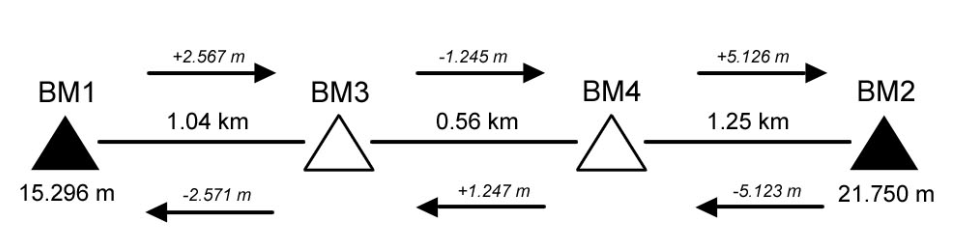 +2.567 m -1.245 m +5.126 m
BM1 BM3 BM4 BM2
1.04 km 0.56 km 1.25 km
15.296 m -2.571 m +1.247 m -5.123 m 21.750 m